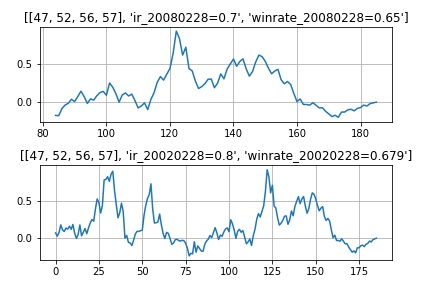 [[47, 52, 56, 57], 'ir_20080228=0.7', 'winrate_20080228=0.65']
0.5
0.0
80 100 120 140 160 180
[[47, 52, 56, 57], 'ir_20020228=0.8', 'winrate_20020228=0.679']
0.5
0.0
0 25 50 75 100 125 150 175